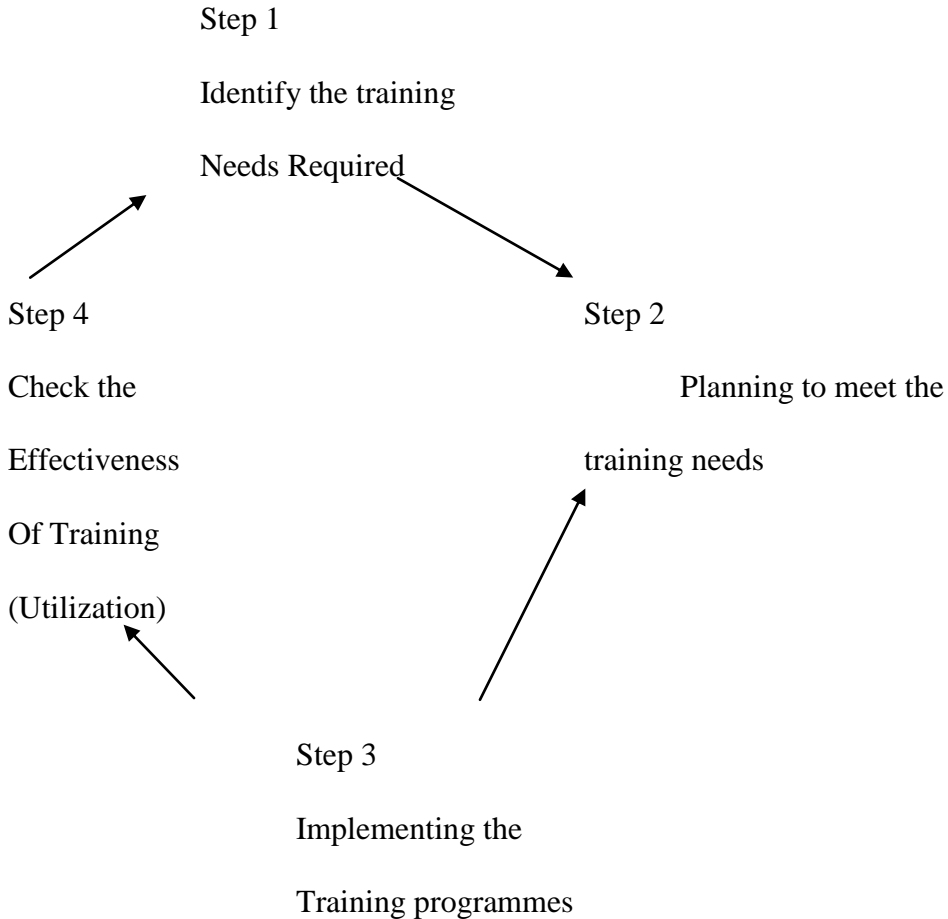 Step 1
Identify the training
Needs Required
Step 4
Check the
Effectiveness
Of Training
(Utilization)
Step 2
Planning to meet the
training needs
Step 3
Implementing the
Training programmes